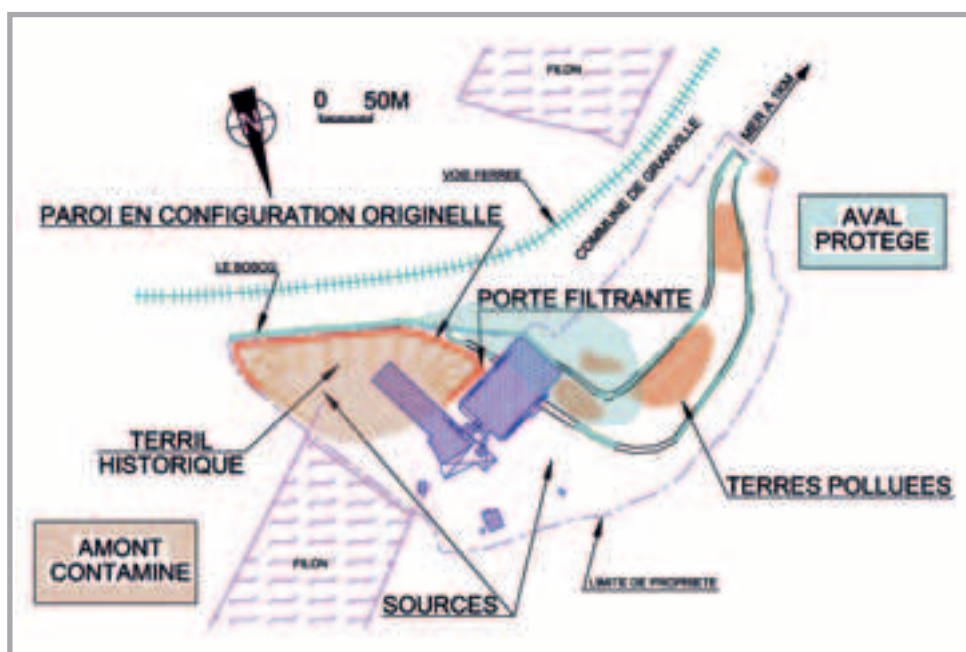 FILON
0 50M
N
MER A 1KM
VOIE FERREE
COMMUNE DE GRANVILLE
PAROI EN CONFIGURATION ORIGINELLE
AVAL
PROTEGE
LE BOSCQ
PORTE FILTRANTE
TERRIL
HISTORIQUE
TERRES POLLUEES
AMONT
CONTAMINE
FILON
SOURCES
LIMITE DE PROPRIETE